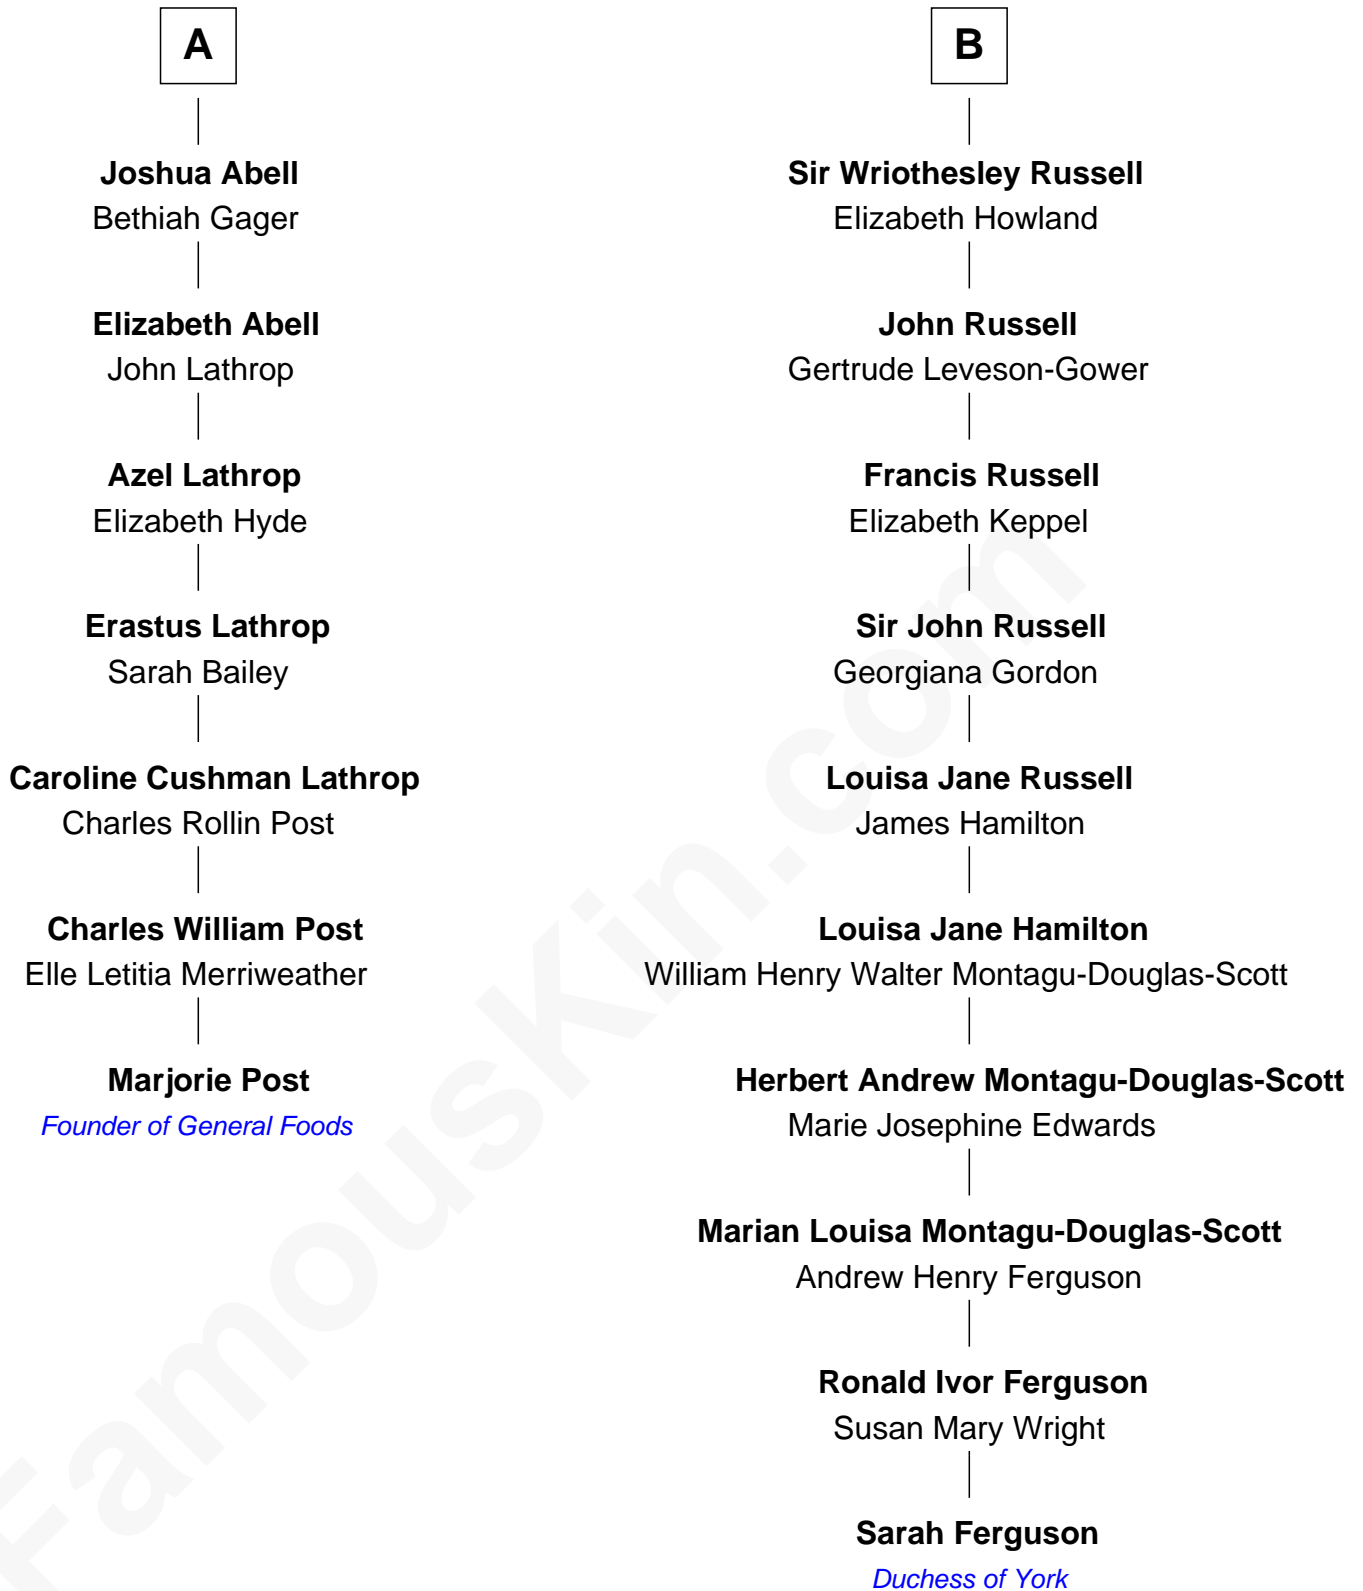 A
Joshua Abell
Bethiah Gager
Elizabeth Abell
John Lathrop
Azel Lathrop
Elizabeth Hyde
Erastus Lathrop
Sarah Bailey
Caroline Cushman Lathrop
Charles Rollin Post
Charles William Post
Elle Letitia Merriweather
Marjorie Post
Founder of General Foods
B
Sir Wriothesley Russell
Elizabeth Howland
John Russell
Gertrude Leveson-Gower
Francis Russell
Elizabeth Keppel
Sir John Russell
Georgiana Gordon
Louisa Jane Russell
James Hamilton
Louisa Jane Hamilton
William Henry Walter Montagu-Douglas-Scott
Herbert Andrew Montagu-Douglas-Scott
Marie Josephine Edwards
Marian Louisa Montagu-Douglas-Scott
Andrew Henry Ferguson
Ronald Ivor Ferguson
Susan Mary Wright
Sarah Ferguson
Duchess of York
FamousKin.com